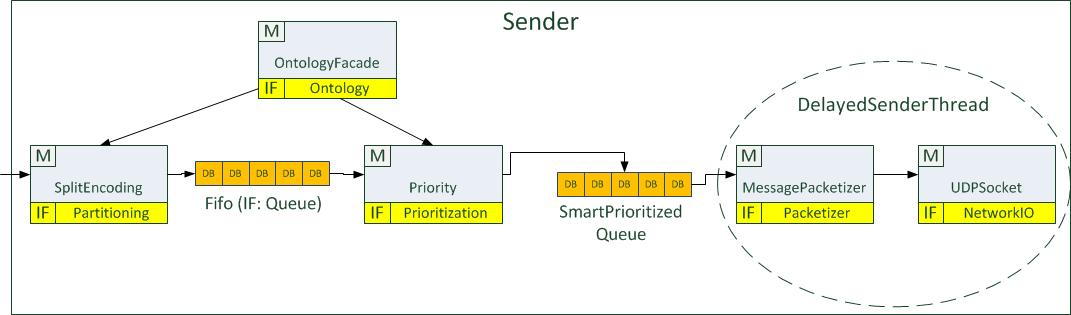 Sender
M
OntologyFacade
IF Ontology
DelayedSenderThread
M
SplitEncoding
IF Partitioning
DB DB DB DB DB
Fifo (IF: Queue)
M
Priority
IF Prioritization
DB DB DB DB DB
SmartPrioritized
Queue
M
MessagePacketizer
IF Packetizer
M
UDPSocket
IF NetworkIO